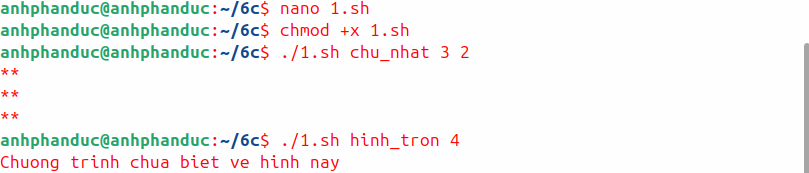 anhphanduc@anhphanduc:~/6c$ nano 1.sh
anhphanduc@anhphanduc:~/6c$ chmod +x 1.sh
anhphanduc@anhphanduc:~/6c$ ./1.sh chu_nhat 3 2
**
**
**
anhphanduc@anhphanduc:~/6c$ ./1.sh hinh_tron 4
Chuong trinh chua biet ve hinh nay